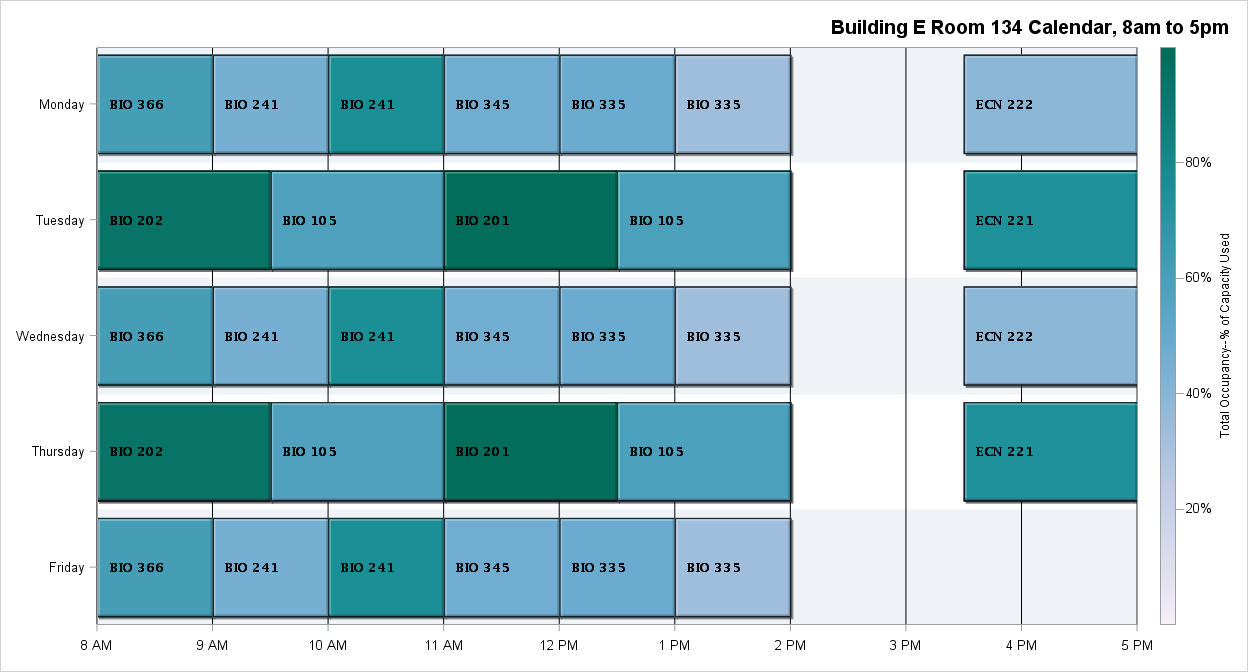 Building E Room 134 Calendar, 8am to 5pm
Monday
BIO 366
BIO 241
BIO 241
BIO 345
BIO 335
BIO 335
ECN 222
Tuesday
BIO 202
BIO 105
BIO 201
BIO 105
ECN 221
Wednesday
BIO 366
BIO 241
BIO 241
BIO 345
BIO 335
BIO 335
ECN 222
Thursday
BIO 202
BIO 105
BIO 201
BIO 105
ECN 221
Friday
BIO 366
BIO 241
BIO 241
BIO 345
BIO 335
BIO 335
8 AM
9 AM
10 AM
11 AM
12 PM
1 PM
2 PM
3 PM
4 PM
5 PM
80%
60%
40%
20%
Total Occupancy--% of Capacity Used